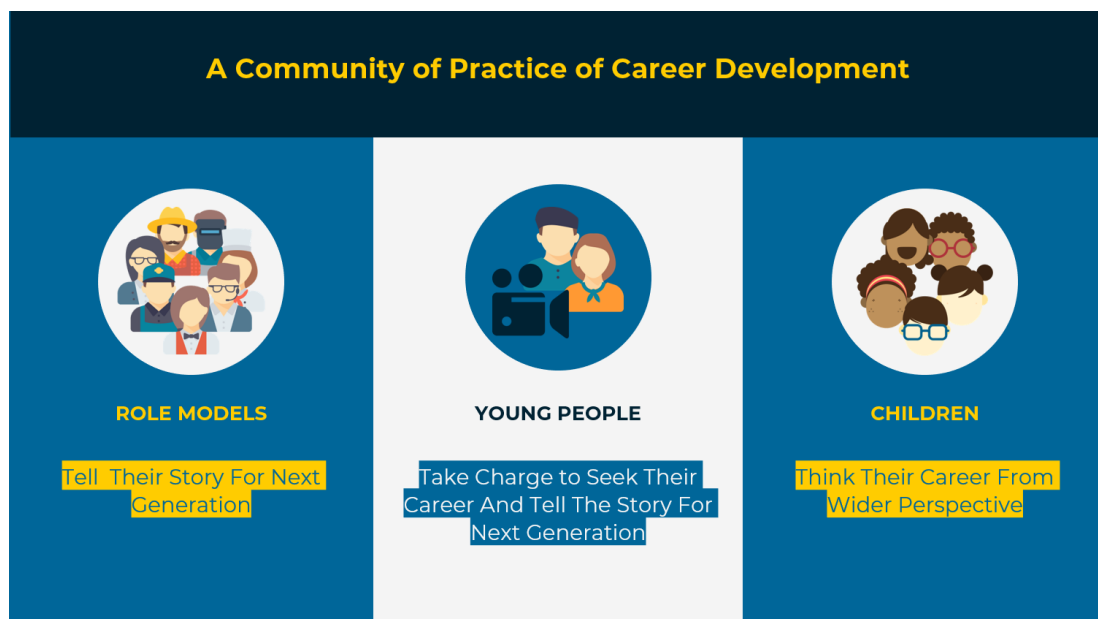 A Community of Practice of Career Development
ROLE MODELS
Tell  Their Story For Next
Generation
YOUNG PEOPLE
Take Charge to Seek Their
Career And Tell The Story For
Next Generation
CHILDREN
Think Their Career From
Wider Perspective